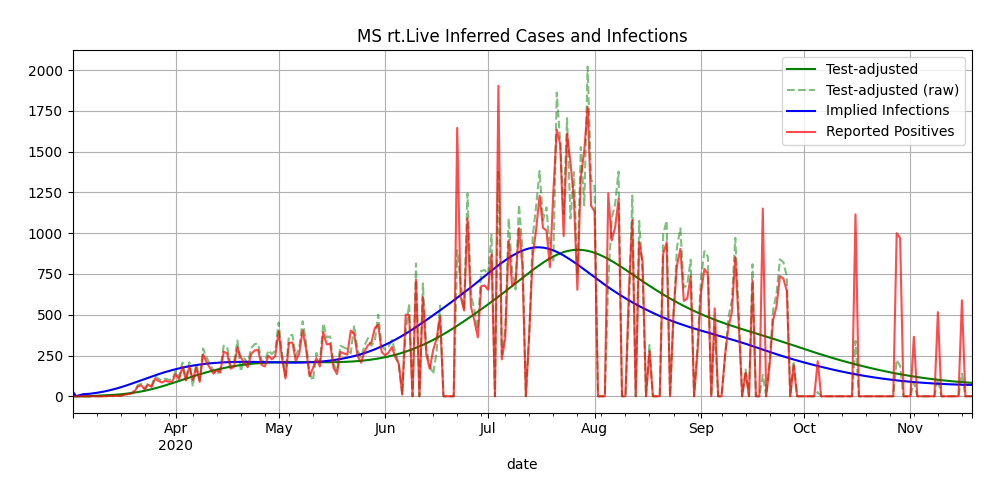 MS rt.Live Inferred Cases and Infections
Test-adjusted
Test-adjusted (raw)
Implied Infections
Reported Positives
2000
1750
1500
1250
1000
750
500
250
0
Apr May Jun Jul Aug Sep Oct Nov
2020
date